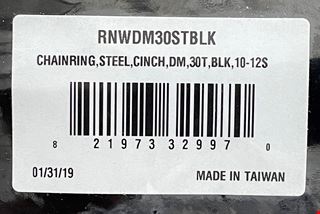 RNWDM30STBLK
CHAINRING,STEEL,CINCH,DM,30T,BLK,10-12S
8 21973 32997 0
01/31/19 MADE IN TAIWAN